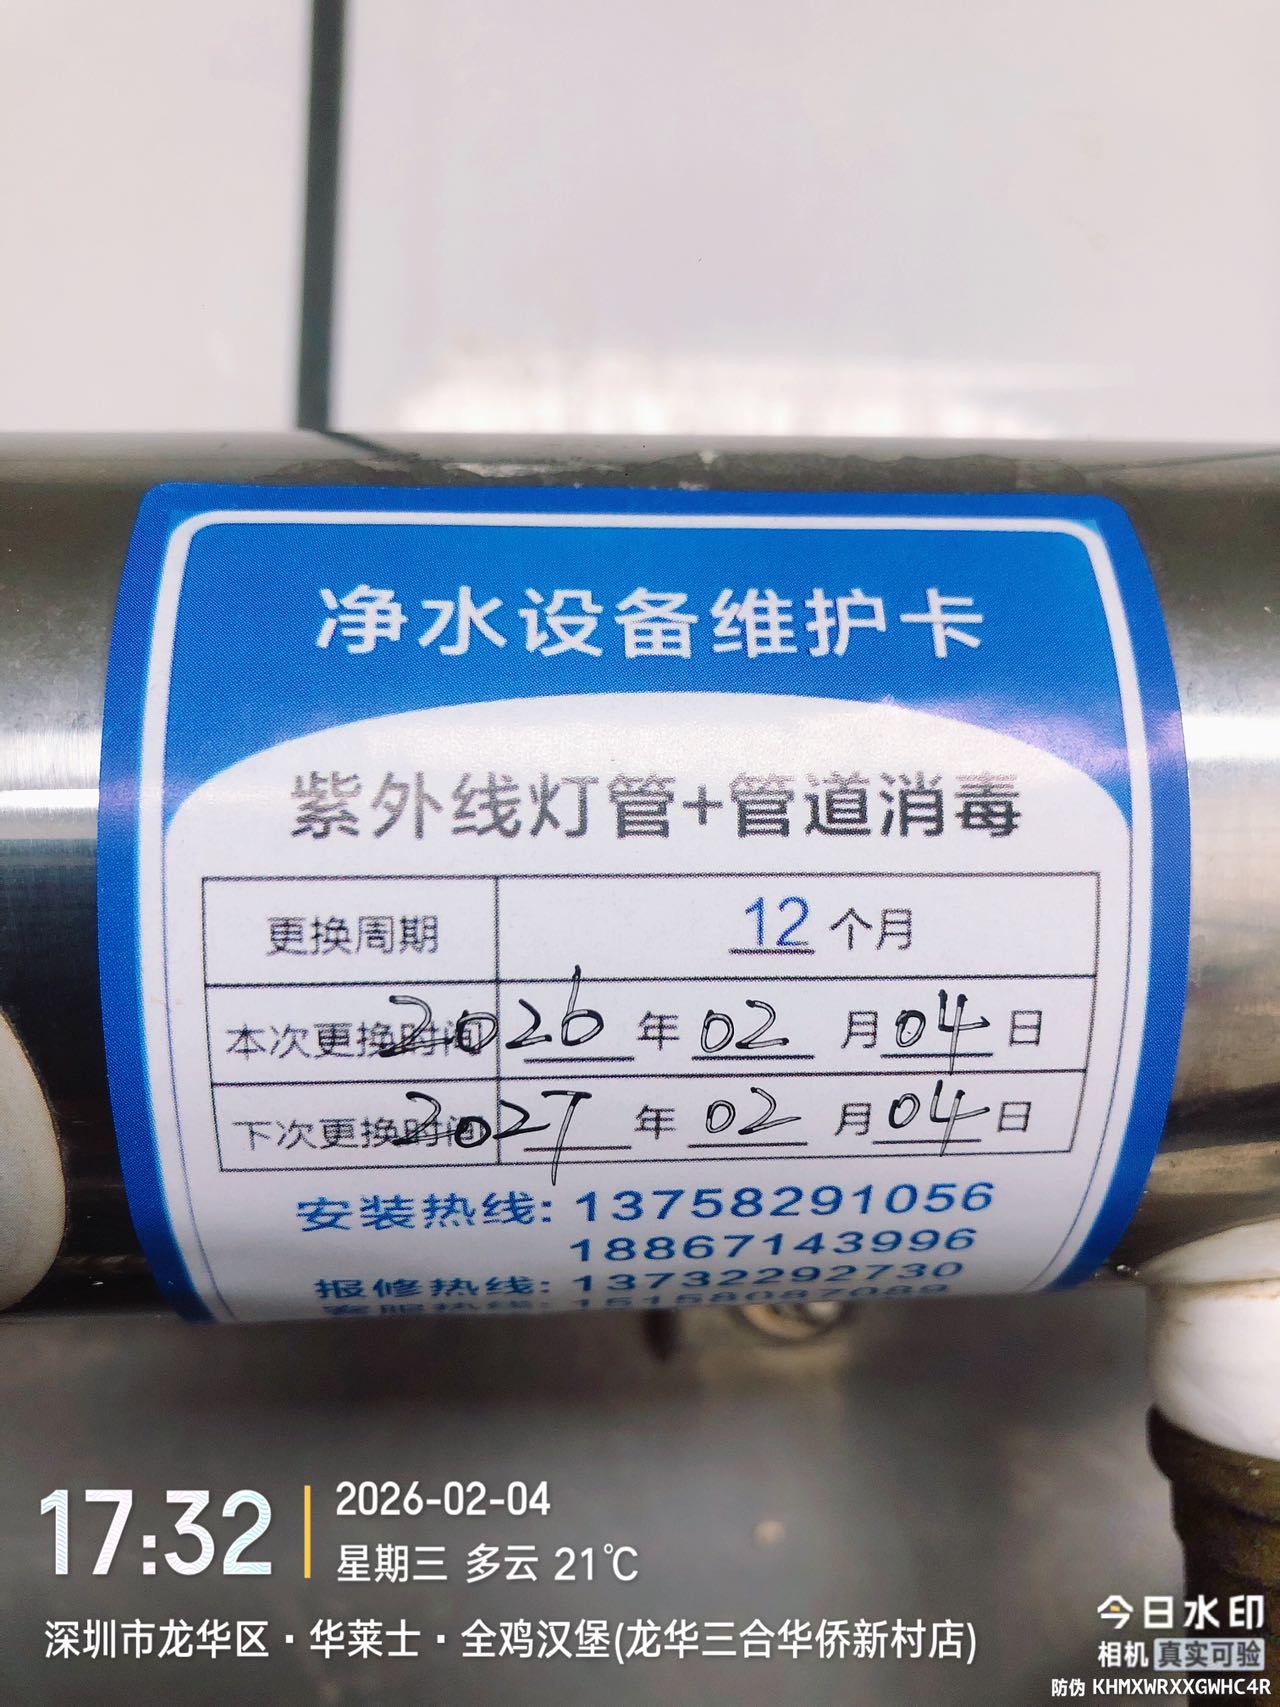 净水设备维护卡
紫外线灯管+管道消毒
更换周期 12 个月
本次更换时间 2026 年 02 月 04 日
下次更换时间 2027 年 02 月 04 日
安装热线: 13758291056
18867143996
报修热线: 13732292730
客服热线: 15158087089
17:32
2026-02-04
星期三 多云 21℃
深圳市龙华区·华莱士·全鸡汉堡(龙华三合华侨新村店)
今日水印
相机 真实可验
防伪 KHMXWRXXGWHC4R